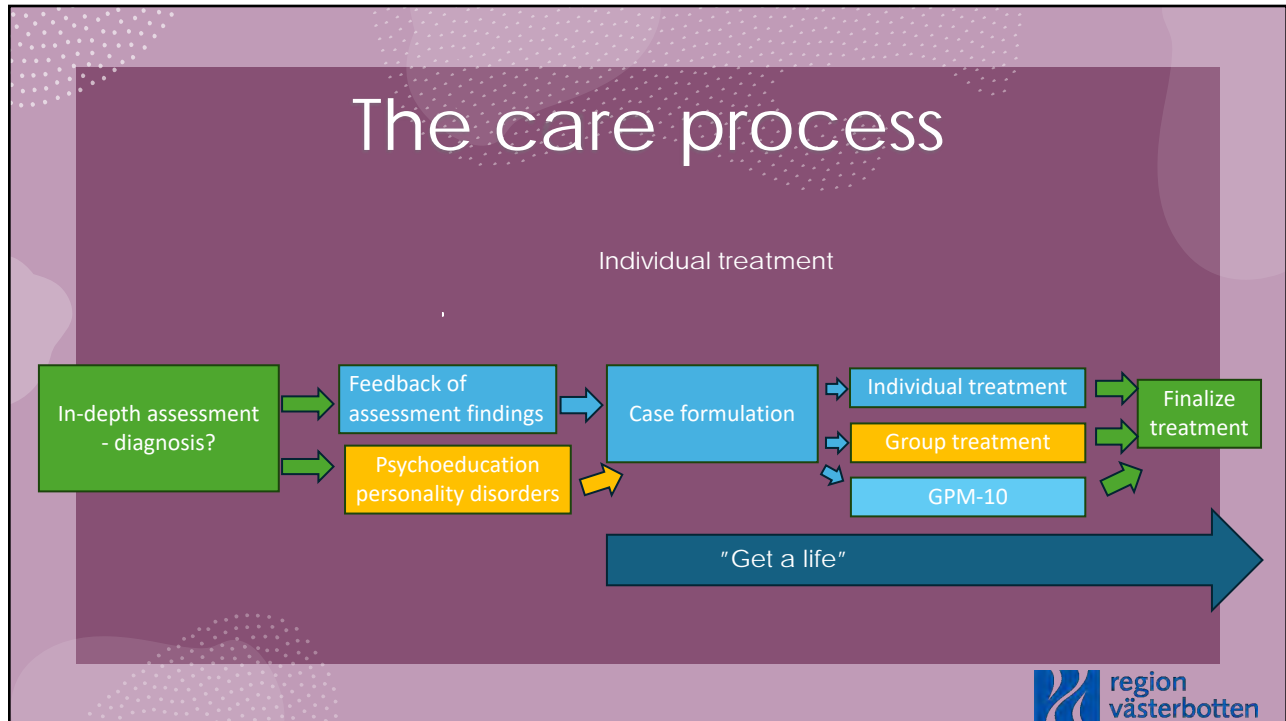 The care process
Individual treatment
In-depth assessment
- diagnosis?
Feedback of
assessment findings
Psychoeducation
personality disorders
Case formulation
Individual treatment
Group treatment
GPM-10
Finalize
treatment
"Get a life"
region
västerbotten